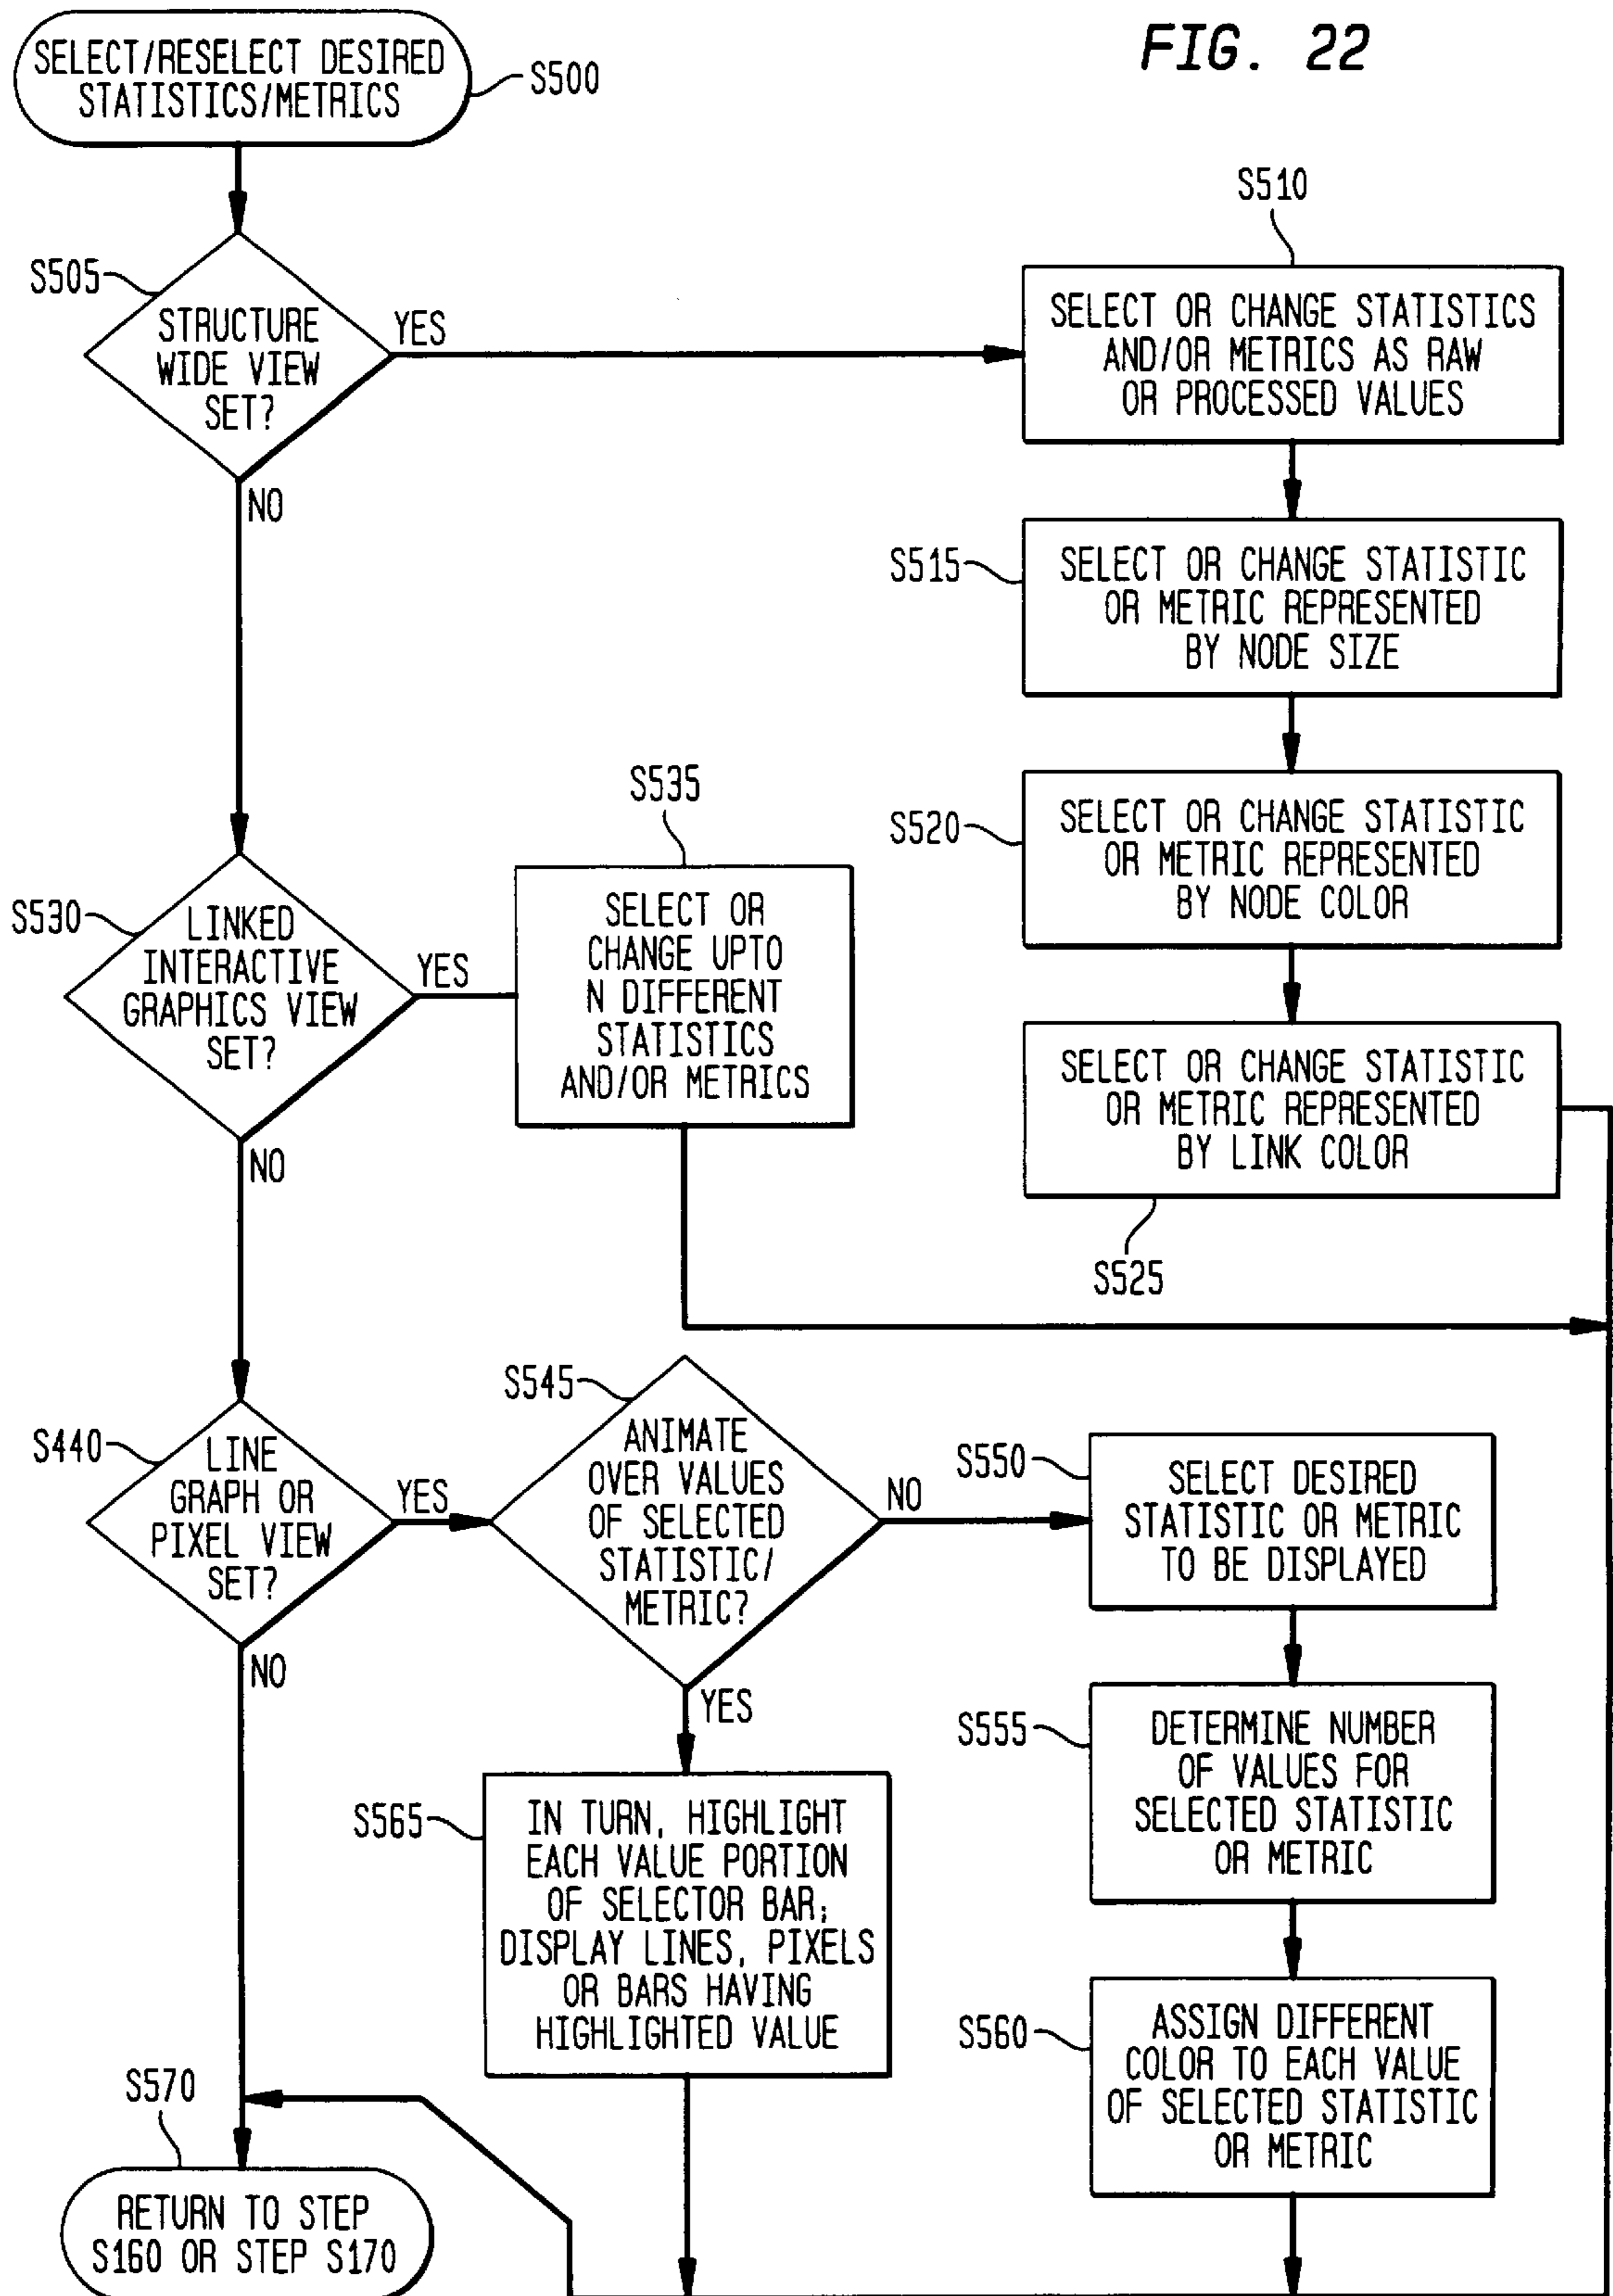 FIG. 22
SELECT/RESELECT DESIRED
STATISTICS/METRICS
S500
S505
STRUCTURE
WIDE VIEW
SET?
YES
NO
S510
SELECT OR CHANGE STATISTICS
AND/OR METRICS AS RAW
OR PROCESSED VALUES
S515
SELECT OR CHANGE STATISTIC
OR METRIC REPRESENTED
BY NODE SIZE
S520
SELECT OR CHANGE STATISTIC
OR METRIC REPRESENTED
BY NODE COLOR
SELECT OR CHANGE STATISTIC
OR METRIC REPRESENTED
BY LINK COLOR
S525
S530
LINKED
INTERACTIVE
GRAPHICS VIEW
SET?
YES
NO
S535
SELECT OR
CHANGE UPTO
N DIFFERENT
STATISTICS
AND/OR METRICS
S440
LINE
GRAPH OR
PIXEL VIEW
SET?
YES
NO
S545
ANIMATE
OVER VALUES
OF SELECTED
STATISTIC/
METRIC?
NO
YES
S550
SELECT DESIRED
STATISTIC OR METRIC
TO BE DISPLAYED
S555
DETERMINE NUMBER
OF VALUES FOR
SELECTED STATISTIC
OR METRIC
S560
ASSIGN DIFFERENT
COLOR TO EACH VALUE
OF SELECTED STATISTIC
OR METRIC
S565
IN TURN, HIGHLIGHT
EACH VALUE PORTION
OF SELECTOR BAR;
DISPLAY LINES, PIXELS
OR BARS HAVING
HIGHLIGHTED VALUE
S570
RETURN TO STEP
S160 OR STEP S170